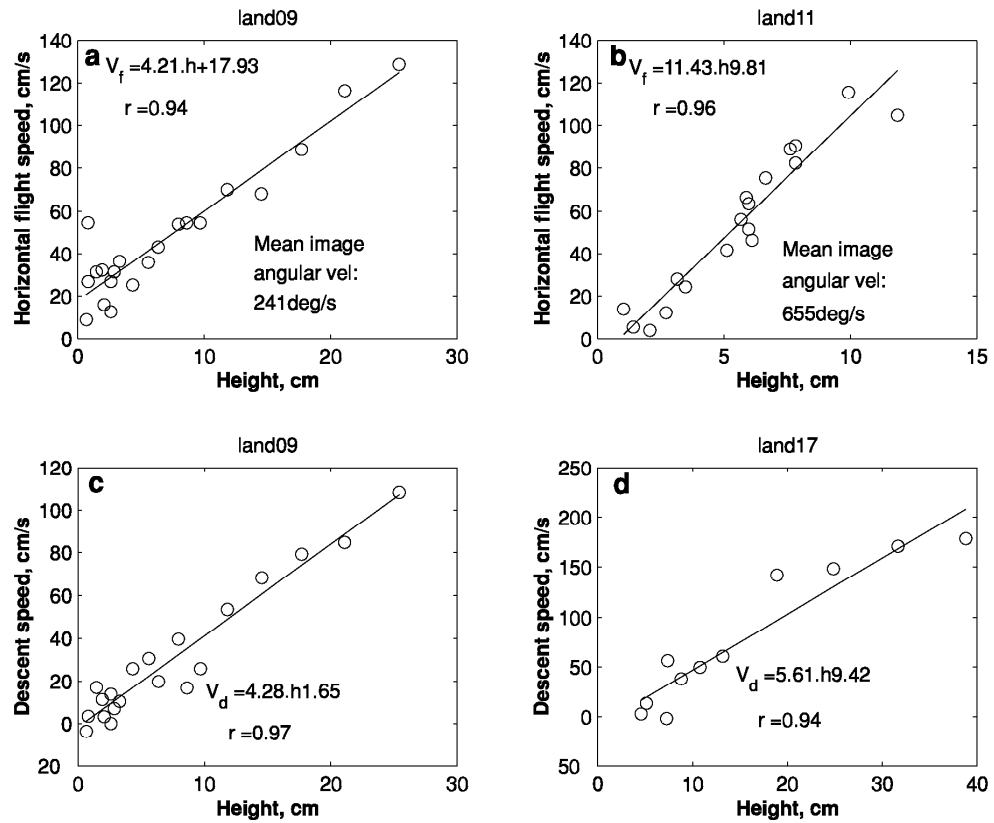 land09
a
V_f =4.21.h+17.93
r =0.94
Mean image
angular vel:
241deg/s
Horizontal flight speed, cm/s
140
120
100
80
60
40
20
0
0 10 20 30
Height, cm
land11
b
V_f =11.43.h9.81
r =0.96
Mean image
angular vel:
655deg/s
Horizontal flight speed, cm/s
140
120
100
80
60
40
20
0
0 5 10 15
Height, cm
land09
c
V_d =4.28.h1.65
r =0.97
Descent speed, cm/s
120
100
80
60
40
20
0
20
0 10 20 30
Height, cm
land17
d
V_d =5.61.h9.42
r =0.94
Descent speed, cm/s
250
200
150
100
50
0
50
0 10 20 30 40
Height, cm